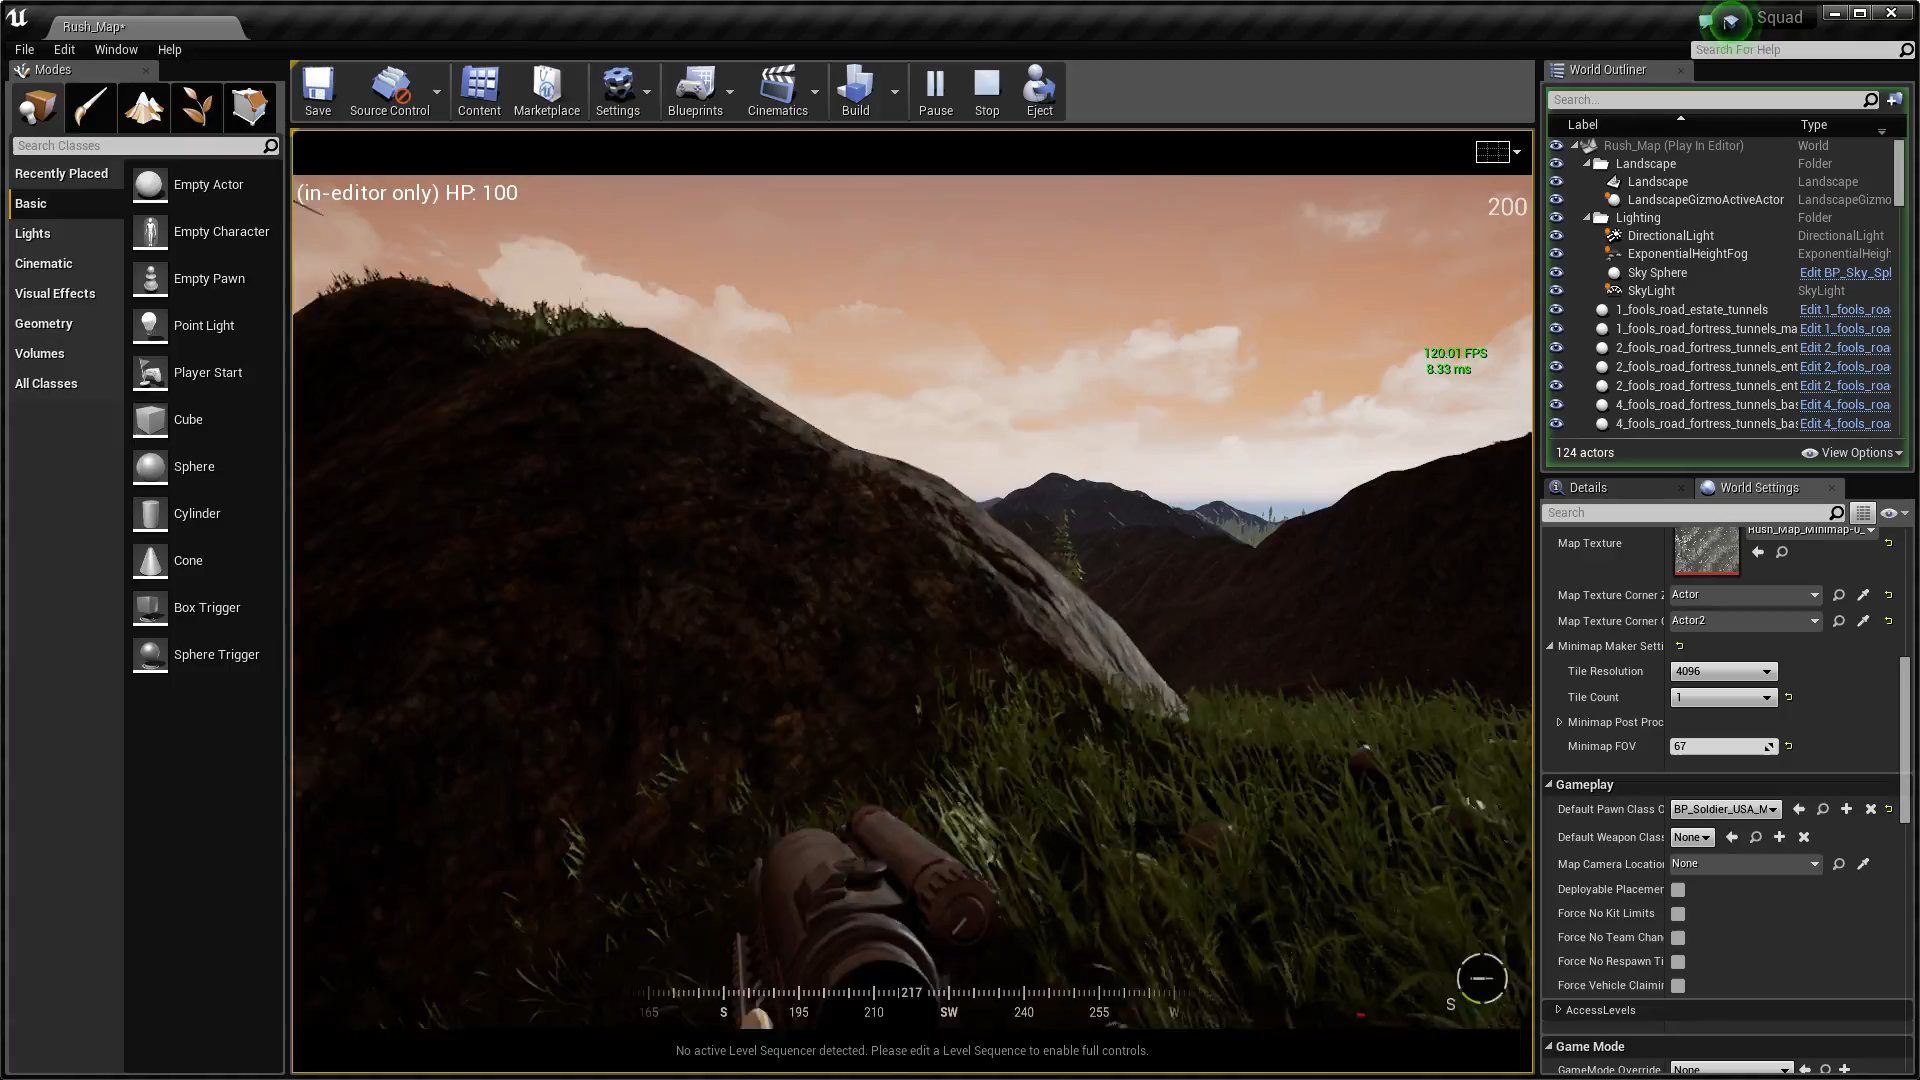 Rush_Map*
Squad
File Edit Window Help
Search For Help
Modes
Save
Source Control
Content
Marketplace
Settings
Blueprints
Cinematics
Build
Pause
Stop
Eject
Search Classes
Recently Placed
Basic
Lights
Cinematic
Visual Effects
Geometry
Volumes
All Classes
Empty Actor
Empty Character
Empty Pawn
Point Light
Player Start
Cube
Sphere
Cylinder
Cone
Box Trigger
Sphere Trigger
(in-editor only) HP: 100
200
120.01 FPS
8.33 ms
217
165 S 195 210 SW 240 255 W
S
No active Level Sequencer detected. Please edit a Level Sequence to enable full controls.
World Outliner
Search...
Label Type
Rush_Map (Play In Editor) World
Landscape Folder
Landscape Landscape
LandscapeGizmoActiveActor LandscapeGizmo
Lighting Folder
DirectionalLight DirectionalLight
ExponentialHeightFog ExponentialHeigh
Sky Sphere Edit BP_Sky_Spl
SkyLight SkyLight
1_fools_road_estate_tunnels Edit 1_fools_roa
1_fools_road_fortress_tunnels_ma Edit 1_fools_roa
2_fools_road_fortress_tunnels_ent Edit 2_fools_roa
2_fools_road_fortress_tunnels_ent Edit 2_fools_roa
2_fools_road_fortress_tunnels_ent Edit 2_fools_roa
4_fools_road_fortress_tunnels_bas Edit 4_fools_roa
4_fools_road_fortress_tunnels_bas Edit 4_fools_roa
124 actors View Options
Details World Settings
Search
Rush_Map_Minimap-0_
Map Texture
Map Texture Corner Actor
Map Texture Corner Actor2
Minimap Maker Setti
Tile Resolution 4096
Tile Count 1
Minimap Post Proc
Minimap FOV 67
Gameplay
Default Pawn Class O BP_Soldier_USA_M
Default Weapon Class None
Map Camera Location None
Deployable Placemer
Force No Kit Limits
Force No Team Chan
Force No Respawn Ti
Force Vehicle Claimir
AccessLevels
Game Mode
GameMode Override None